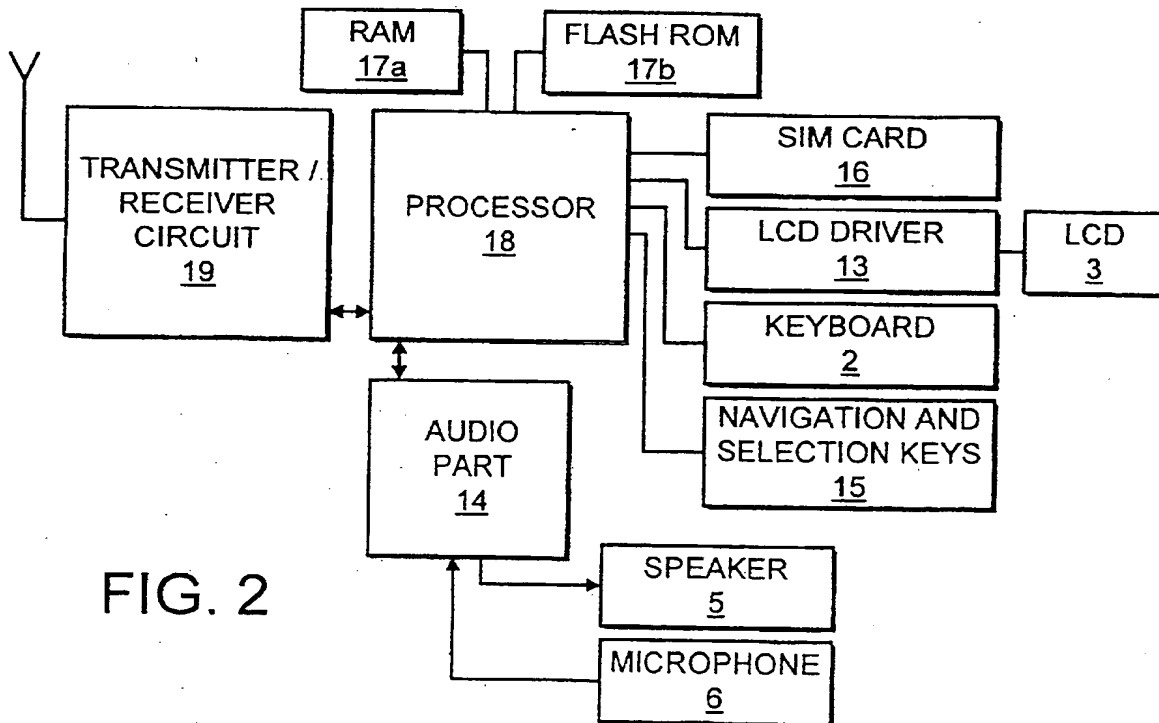 RAM
17a
FLASH ROM
17b
TRANSMITTER /
RECEIVER
CIRCUIT
19
PROCESSOR
18
SIM CARD
16
LCD DRIVER
13
LCD
3
KEYBOARD
2
NAVIGATION AND
SELECTION KEYS
15
AUDIO
PART
14
SPEAKER
5
MICROPHONE
6
FIG. 2